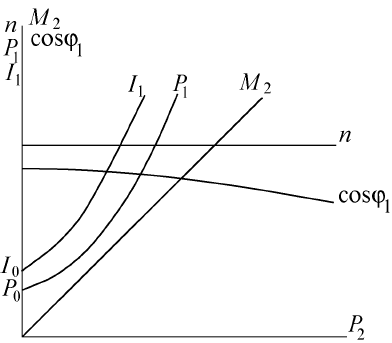 n M₂
P₁ cosφ₁
I₁
I₁ P₁ M₂
n
cosφ₁
I₀
P₀
P₂